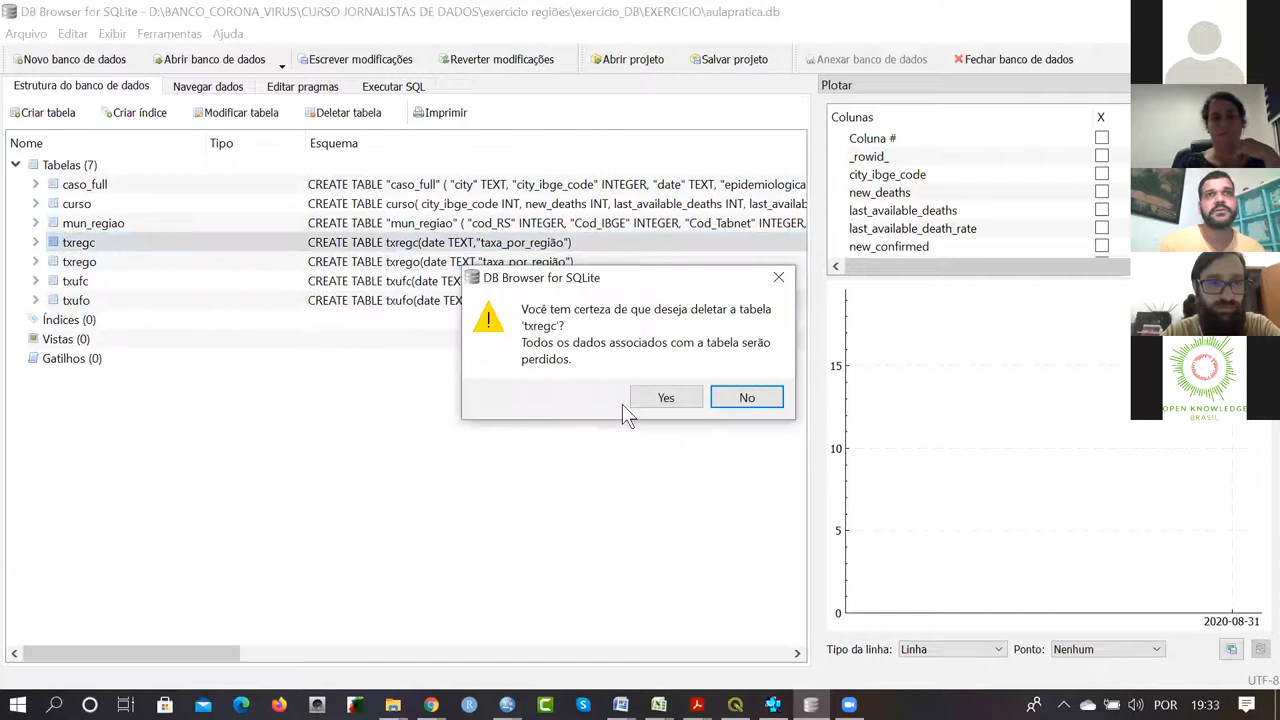 DB Browser for SQLite - D:\BANCO_CORONA_VIRUS\CURSO JORNALISTAS DE DADOS\exercicio regiões\exercício_DB\EXERCICIO\aulapratica.db
Arquivo Editar Exibir Ferramentas Ajuda
Novo banco de dados Abrir banco de dados Escrever modificações Reverter modificações Abrir projeto Salvar projeto Anexar banco de dados Fechar banco de dados
Estrutura do banco de dados Navegar dados Editar pragmas Executar SQL
Criar tabela Criar índice Modificar tabela Deletar tabela Imprimir
Nome Tipo Esquema
Tabelas (7)
caso_full CREATE TABLE "caso_full" ( "city" TEXT, "city_ibge_code" INTEGER, "date" TEXT, "epidemiologica
curso CREATE TABLE curso( city_ibge_code INT, new_deaths INT, last_available_deaths INT, last_availab
mun_regiao CREATE TABLE "mun_regiao" ( "cod_RS" INTEGER, "Cod_IBGE" INTEGER, "Cod_Tabnet" INTEGER,
txregc CREATE TABLE txregc(date TEXT,"taxa_por_região")
txrego CREATE TABLE txrego(date TEXT,"taxa_por_região")
txufc CREATE TABLE txufc(date TEX
txufo CREATE TABLE txufo(date TEX
Índices (0)
Vistas (0)
Gatilhos (0)
DB Browser for SQLite
Você tem certeza de que deseja deletar a tabela
'txregc'?
Todos os dados associados com a tabela serão
perdidos.
Yes No
Plotar
Colunas X
Coluna #
_rowid_
city_ibge_code
new_deaths
last_available_deaths
last_available_death_rate
new_confirmed
15
10
5
0
2020-08-31
Tipo da linha: Linha Ponto: Nenhum
UTF-8
OPEN KNOWLEDGE
BRASIL
POR 19:33